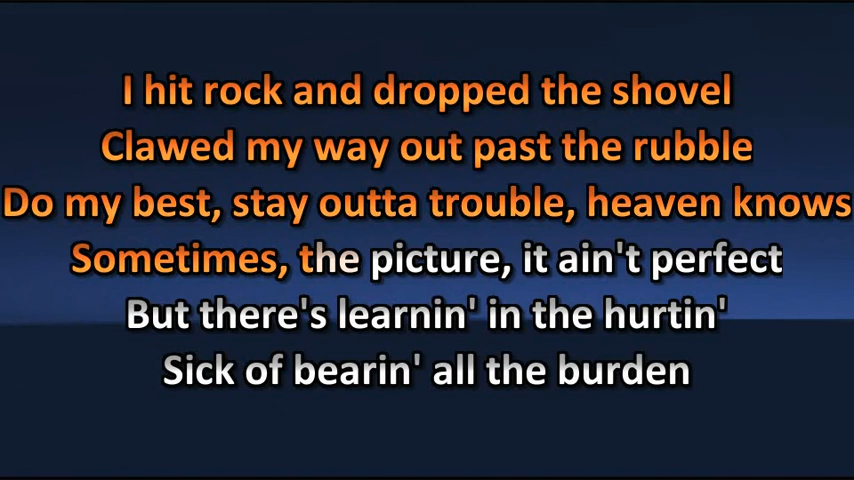 I hit rock and dropped the shovel
Clawed my way out past the rubble
Do my best, stay outta trouble, heaven knows
Sometimes, the picture, it ain't perfect
But there's learnin' in the hurtin'
Sick of bearin' all the burden